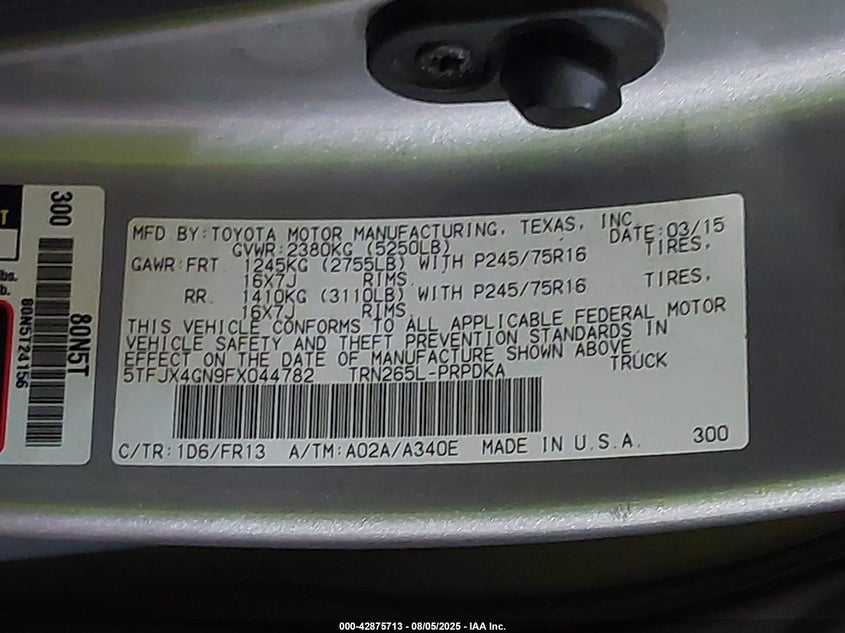 T
lbs.
lb.
300
80N5T24156
80N5T
MFD BY:TOYOTA MOTOR MANUFACTURING, TEXAS, INC
DATE:03/15
GVWR:2380KG (5250LB)
GAWR:FRT 1245KG (2755LB) WITH P245/75R16 TIRES,
16X7J RIMS.
RR 1410KG (3110LB) WITH P245/75R16 TIRES,
16X7J RIMS.
THIS VEHICLE CONFORMS TO ALL APPLICABLE FEDERAL MOTOR
VEHICLE SAFETY AND THEFT PREVENTION STANDARDS IN
EFFECT ON THE DATE OF MANUFACTURE SHOWN ABOVE.
5TFJX4GN9FX044782 TRN265L-PRPDKA TRUCK
C/TR:1D6/FR13 A/TM:A02A/A340E MADE IN U.S.A. 300
000-42875713 - 08/05/2025 - IAA Inc.